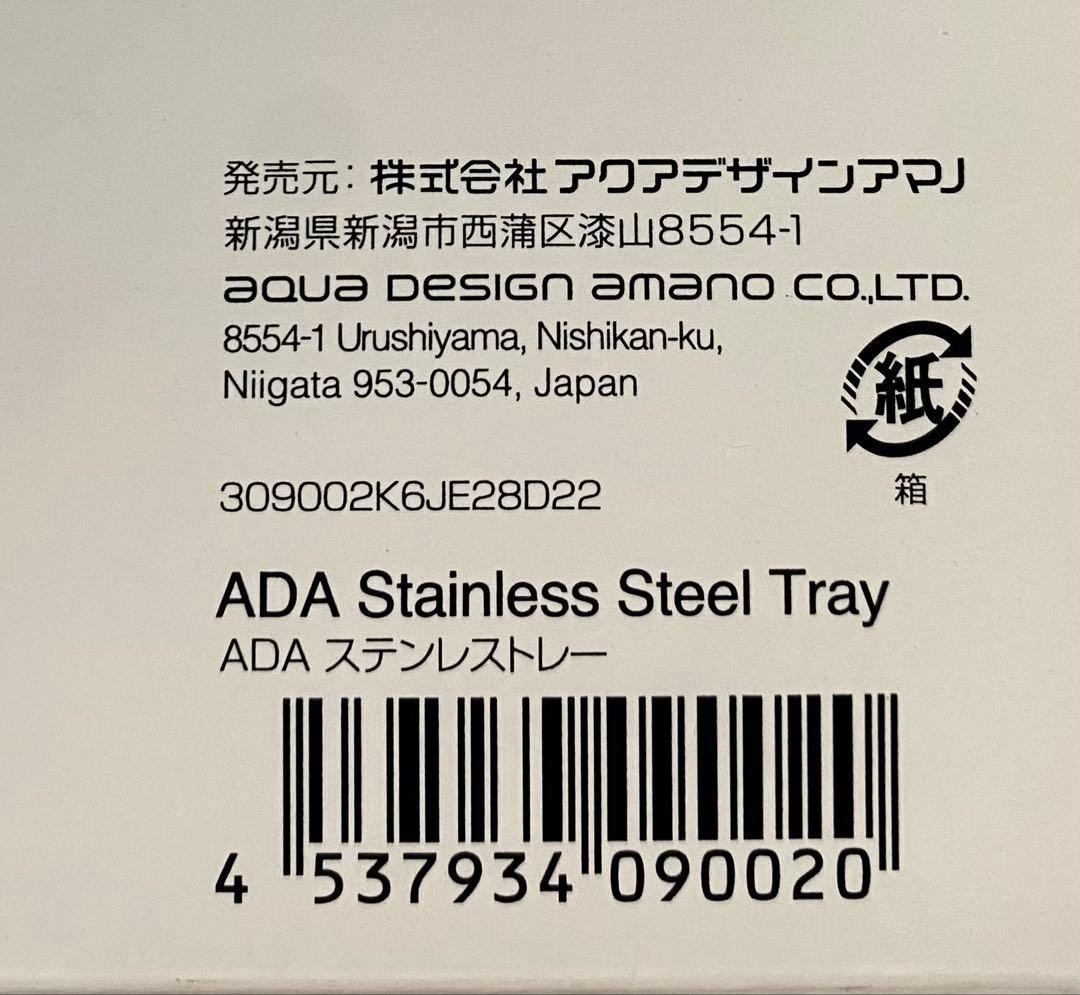 発売元: 株式会社アクアデザインアマノ
新潟県新潟市西蒲区漆山8554-1
aqua DesiGn amano CO.,LTD.
8554-1 Urushiyama, Nishikan-ku,
Niigata 953-0054, Japan
紙
箱
309002K6JE28D22
ADA Stainless Steel Tray
ADA ステンレストレー
4 537934 090020